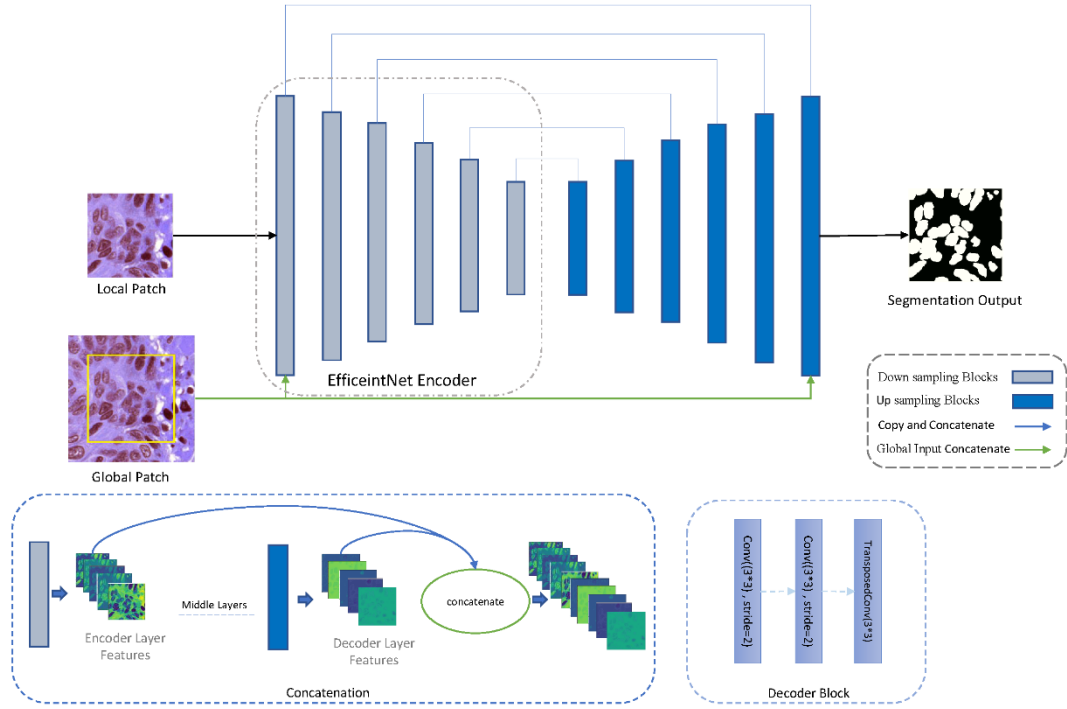 Local Patch
Segmentation Output
EfficeintNet Encoder
Global Patch
Down sampling Blocks
Up sampling Blocks
Copy and Concatenate
Global Input Concatenate
Encoder Layer
Features
Middle Layers
Decoder Layer
Features
concatenate
Concatenation
Conv((3*3), stride=2)
Conv((3*3), stride=2)
TransposedConv(3*3)
Decoder Block